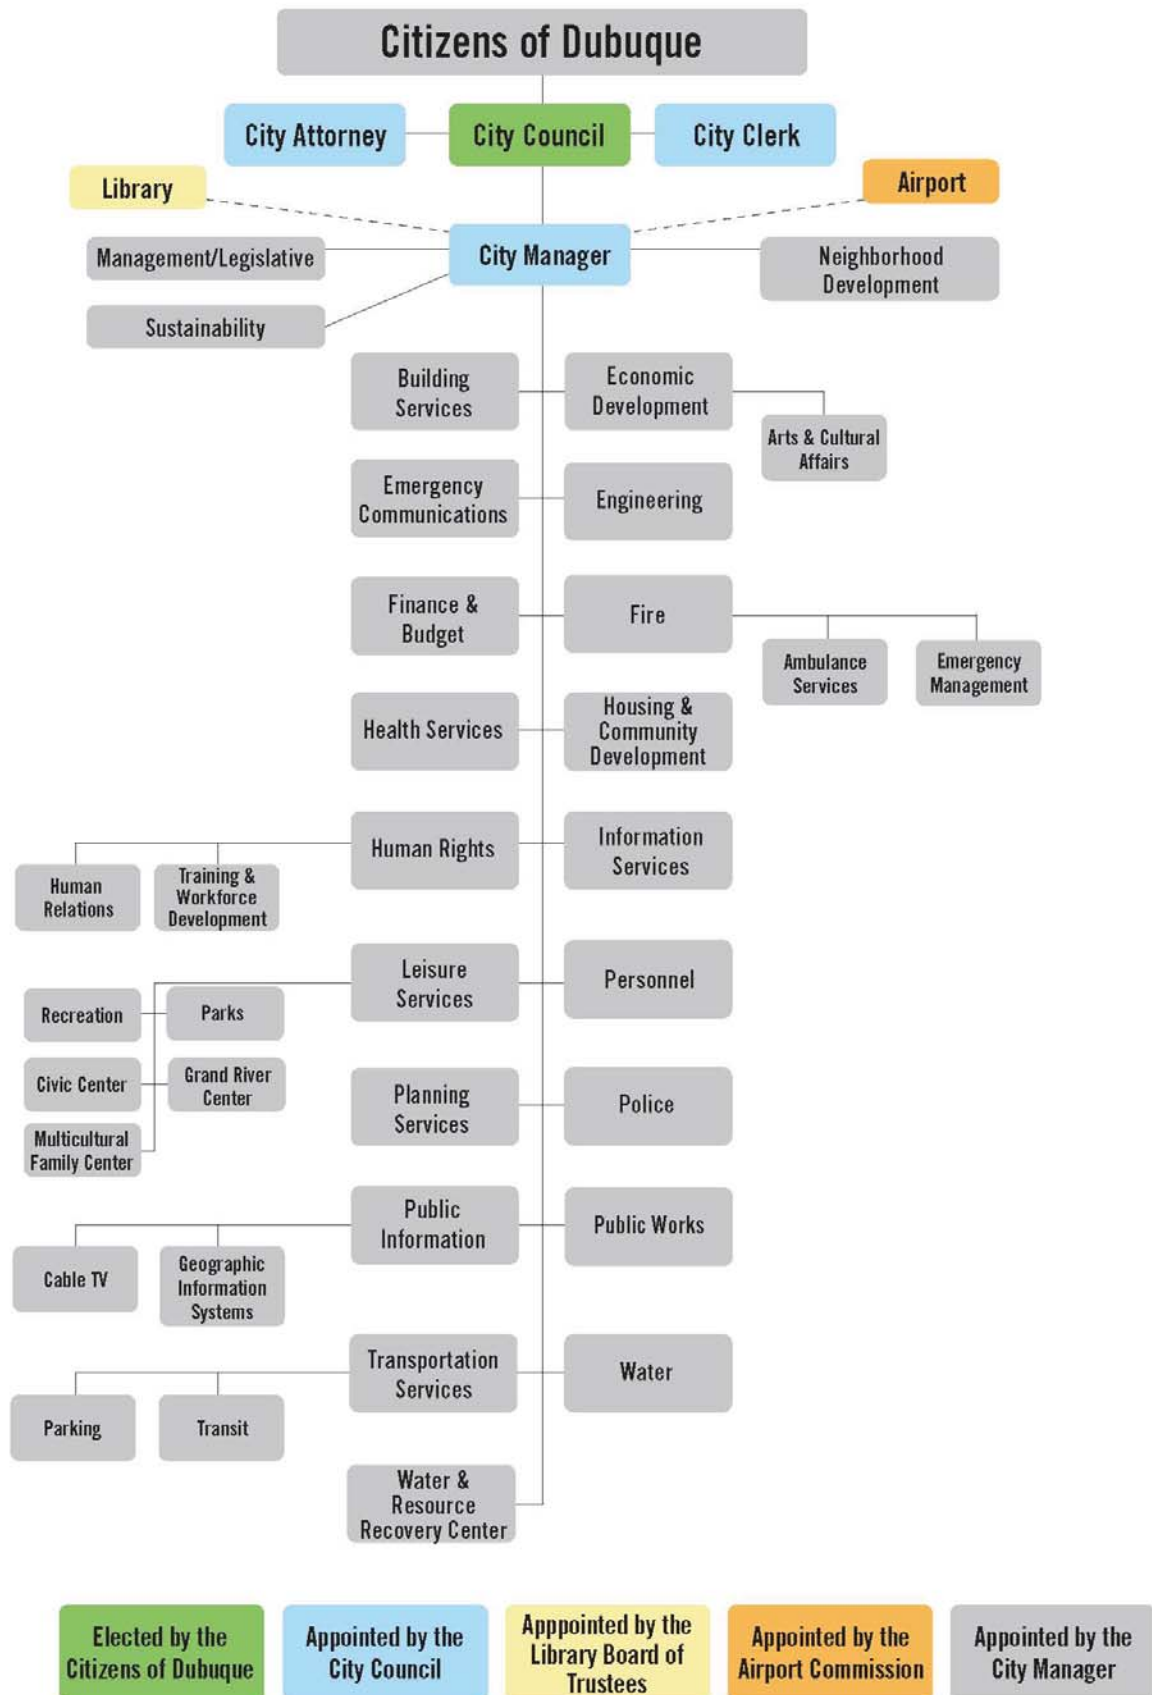 Citizens of Dubuque
City Attorney
City Council
City Clerk
Library
Airport
Management/Legislative
City Manager
Neighborhood
Development
Sustainability
Building
Services
Economic
Development
Arts & Cultural
Affairs
Emergency
Communications
Engineering
Finance &
Budget
Fire
Ambulance
Services
Emergency
Management
Health Services
Housing &
Community
Development
Human Rights
Information
Services
Human
Relations
Training &
Workforce
Development
Leisure
Services
Personnel
Recreation
Parks
Civic Center
Grand River
Center
Multicultural
Family Center
Planning
Services
Police
Public
Information
Public Works
Cable TV
Geographic
Information
Systems
Transportation
Services
Water
Parking
Transit
Water &
Resource
Recovery Center
Elected by the
Citizens of Dubuque
Appointed by the
City Council
Apppointed by the
Library Board of
Trustees
Appointed by the
Airport Commission
Appointed by the
City Manager